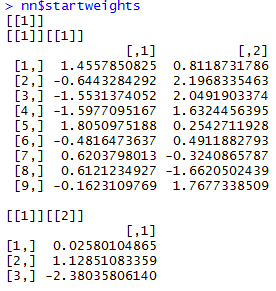 > nn$startweights
[[1]]
[[1]][[1]]
[,1] [,2]
[1,] 1.4557850825 0.8118731786
[2,] -0.6443284292 2.1968335463
[3,] -1.5531374052 2.0491903374
[4,] -1.5977095167 1.6324456395
[5,] 1.8050975188 0.2542711928
[6,] -0.4816473637 0.4911882793
[7,] 0.6203798013 -0.3240865787
[8,] 0.6121234927 -1.6620502439
[9,] -0.1623109769 1.7677338509
[[1]][[2]]
[,1]
[1,] 0.02580104865
[2,] 1.12851083359
[3,] -2.38035806140